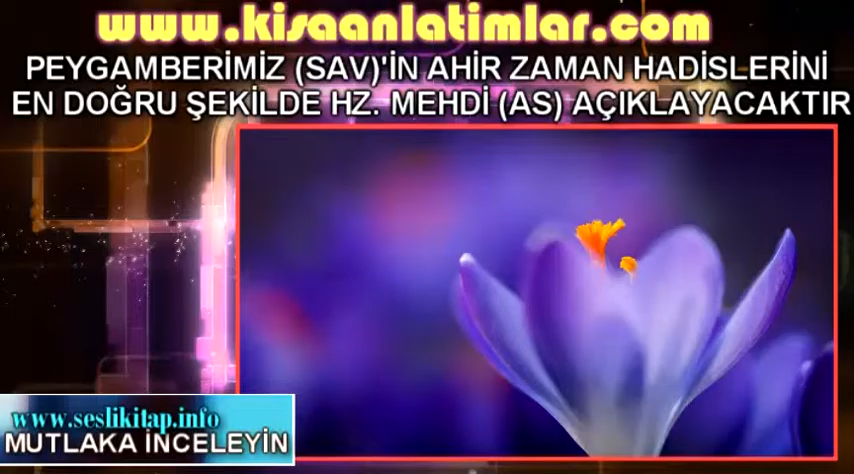 www.kisaanlatimlar.com
PEYGAMBERİMİZ (SAV)'İN AHİR ZAMAN HADİSLERİNİ
EN DOĞRU ŞEKİLDE HZ. MEHDİ (AS) AÇIKLAYACAKTIR
www.seslikitap.info
MUTLAKA İNCELEYİN